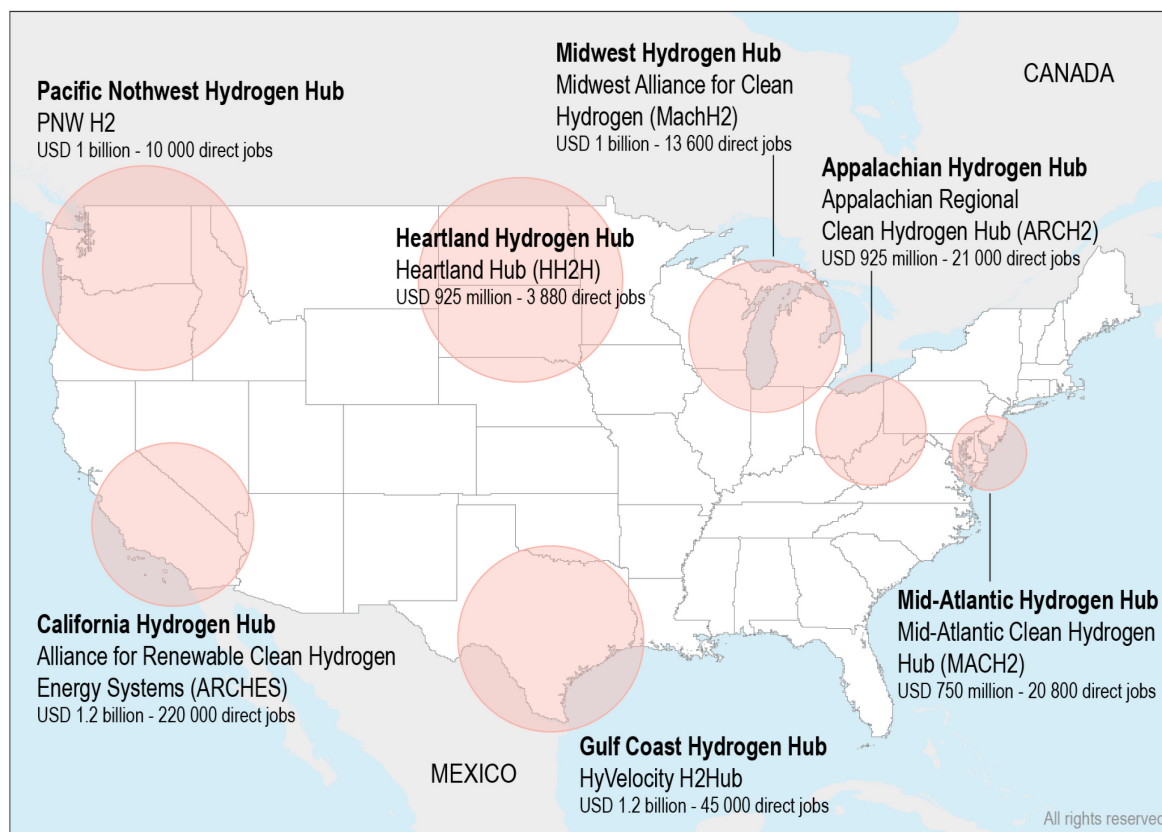 Midwest Hydrogen Hub
Midwest Alliance for Clean
Hydrogen (MachH2)
USD 1 billion - 13 600 direct jobs
CANADA
Pacific Nothwest Hydrogen Hub
PNW H2
USD 1 billion - 10 000 direct jobs
Appalachian Hydrogen Hub
Appalachian Regional
Clean Hydrogen Hub (ARCH2)
USD 925 million - 21 000 direct jobs
Heartland Hydrogen Hub
Heartland Hub (HH2H)
USD 925 million - 3 880 direct jobs
California Hydrogen Hub
Alliance for Renewable Clean Hydrogen
Energy Systems (ARCHES)
USD 1.2 billion - 220 000 direct jobs
Mid-Atlantic Hydrogen Hub
Mid-Atlantic Clean Hydrogen
Hub (MACH2)
USD 750 million - 20 800 direct jobs
Gulf Coast Hydrogen Hub
HyVelocity H2Hub
USD 1.2 billion - 45 000 direct jobs
MEXICO
All rights reserved